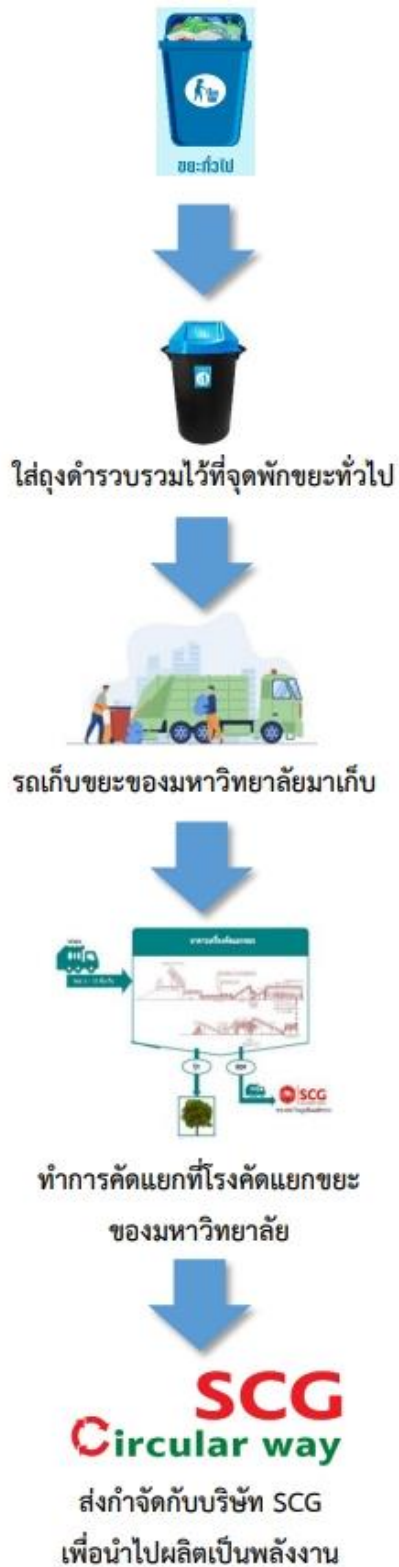 ขยะทั่วไป
ใส่ถุงดำรวบรวมไว้ที่จุดพักขยะทั่วไป
รถเก็บขยะของมหาวิทยาลัยมาเก็บ
SCG
ทำการคัดแยกที่โรงคัดแยกขยะ
ของมหาวิทยาลัย
SCG
Circular way
ส่งกำจัดกับบริษัท SCG
เพื่อนำไปผลิตเป็นพลังงาน